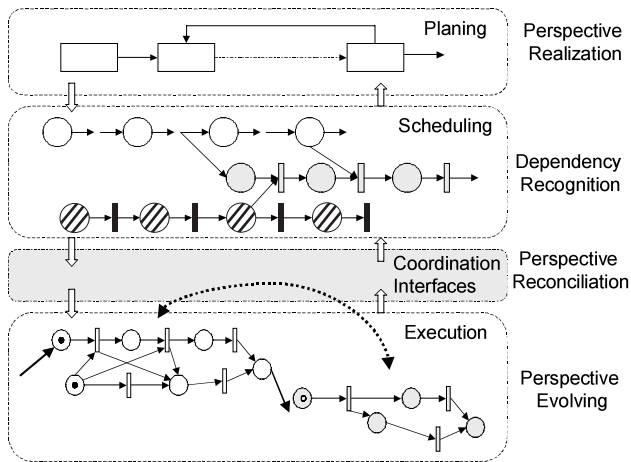 Planing
Perspective
Realization
Scheduling
Dependency
Recognition
Coordination
Interfaces
Perspective
Reconciliation
Execution
Perspective
Evolving